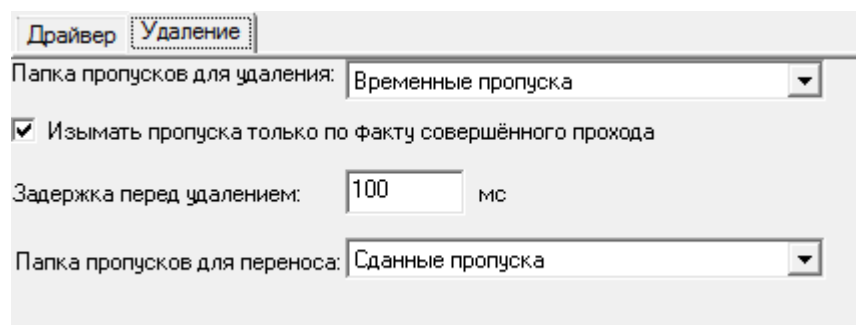 Драйвер Удаление
Папка пропусков для удаления: Временные пропуска
Изымать пропуска только по факту совершённого прохода
Задержка перед удалением: 100 мс
Папка пропусков для переноса: Сданные пропуска